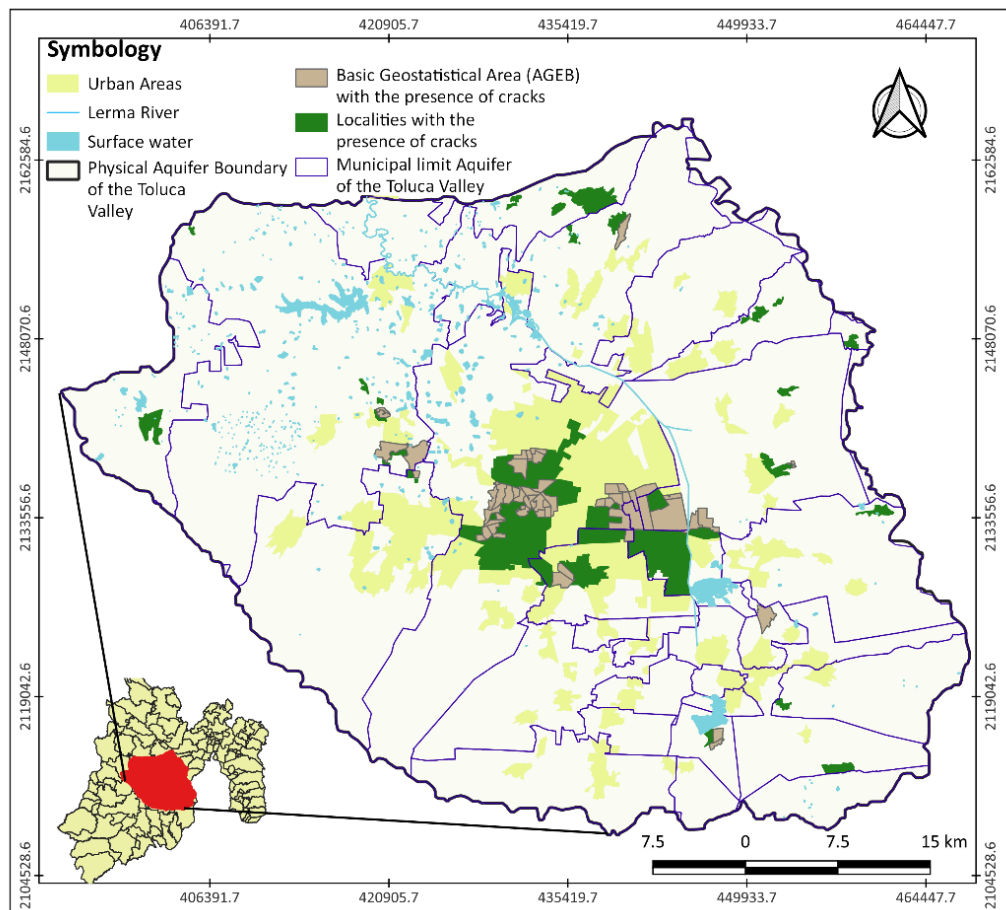 406391.7 420905.7 435419.7 449933.7 464447.7
Symbology
Urban Areas
Lerma River
Surface water
Physical Aquifer Boundary
of the Toluca
Valley
Basic Geostatistical Area (AGEB)
with the presence of cracks
Localities with the
presence of cracks
Municipal limit Aquifer
of the Toluca Valley
2162584.6
2148070.6
2133556.6
2119042.6
2104528.6
2162584.6
2148070.6
2133556.6
2119042.6
2104528.6
7.5 0 7.5 15 km
406391.7 420905.7 435419.7 449933.7 464447.7